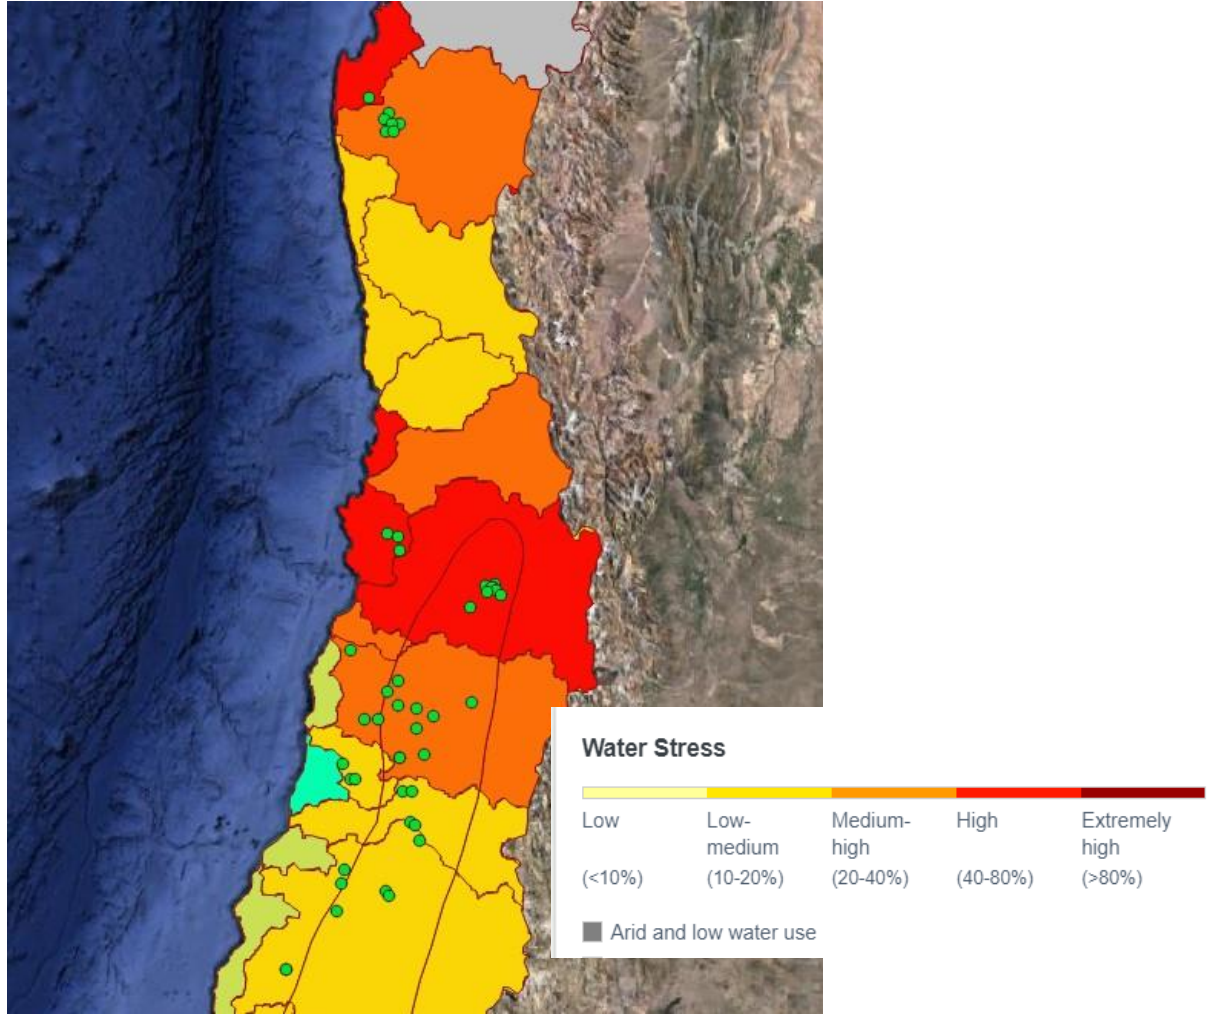 Water Stress
Low Low- Medium- High Extremely
medium high high
(<10%) (10-20%) (20-40%) (40-80%) (>80%)
Arid and low water use